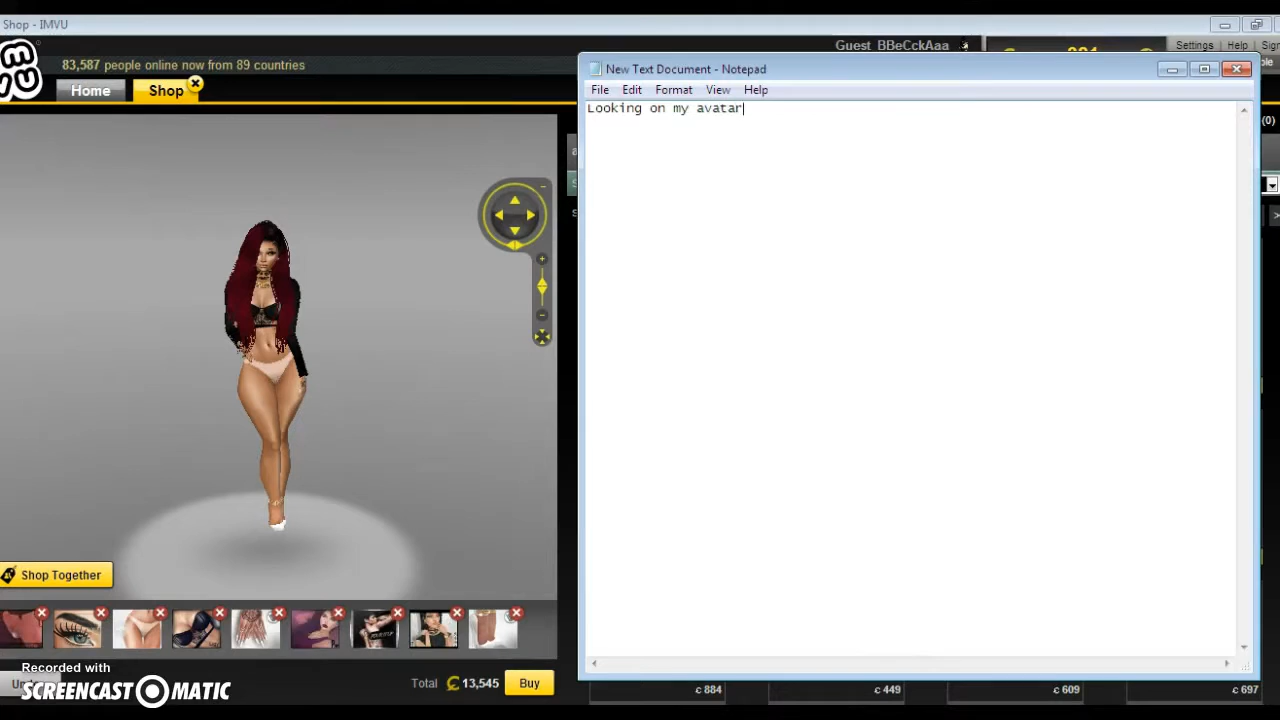 Shop - IMVU
Guest_BBeCckAaa
Settings | Help | Sign
83,587 people online now from 89 countries
Home
Shop
New Text Document - Notepad
File Edit Format View Help
Looking on my avatar
(0)
Shop Together
Recorded with
SCREENCAST O MATIC
Total 13,545 Buy
c 884 c 449 c 609 c 697